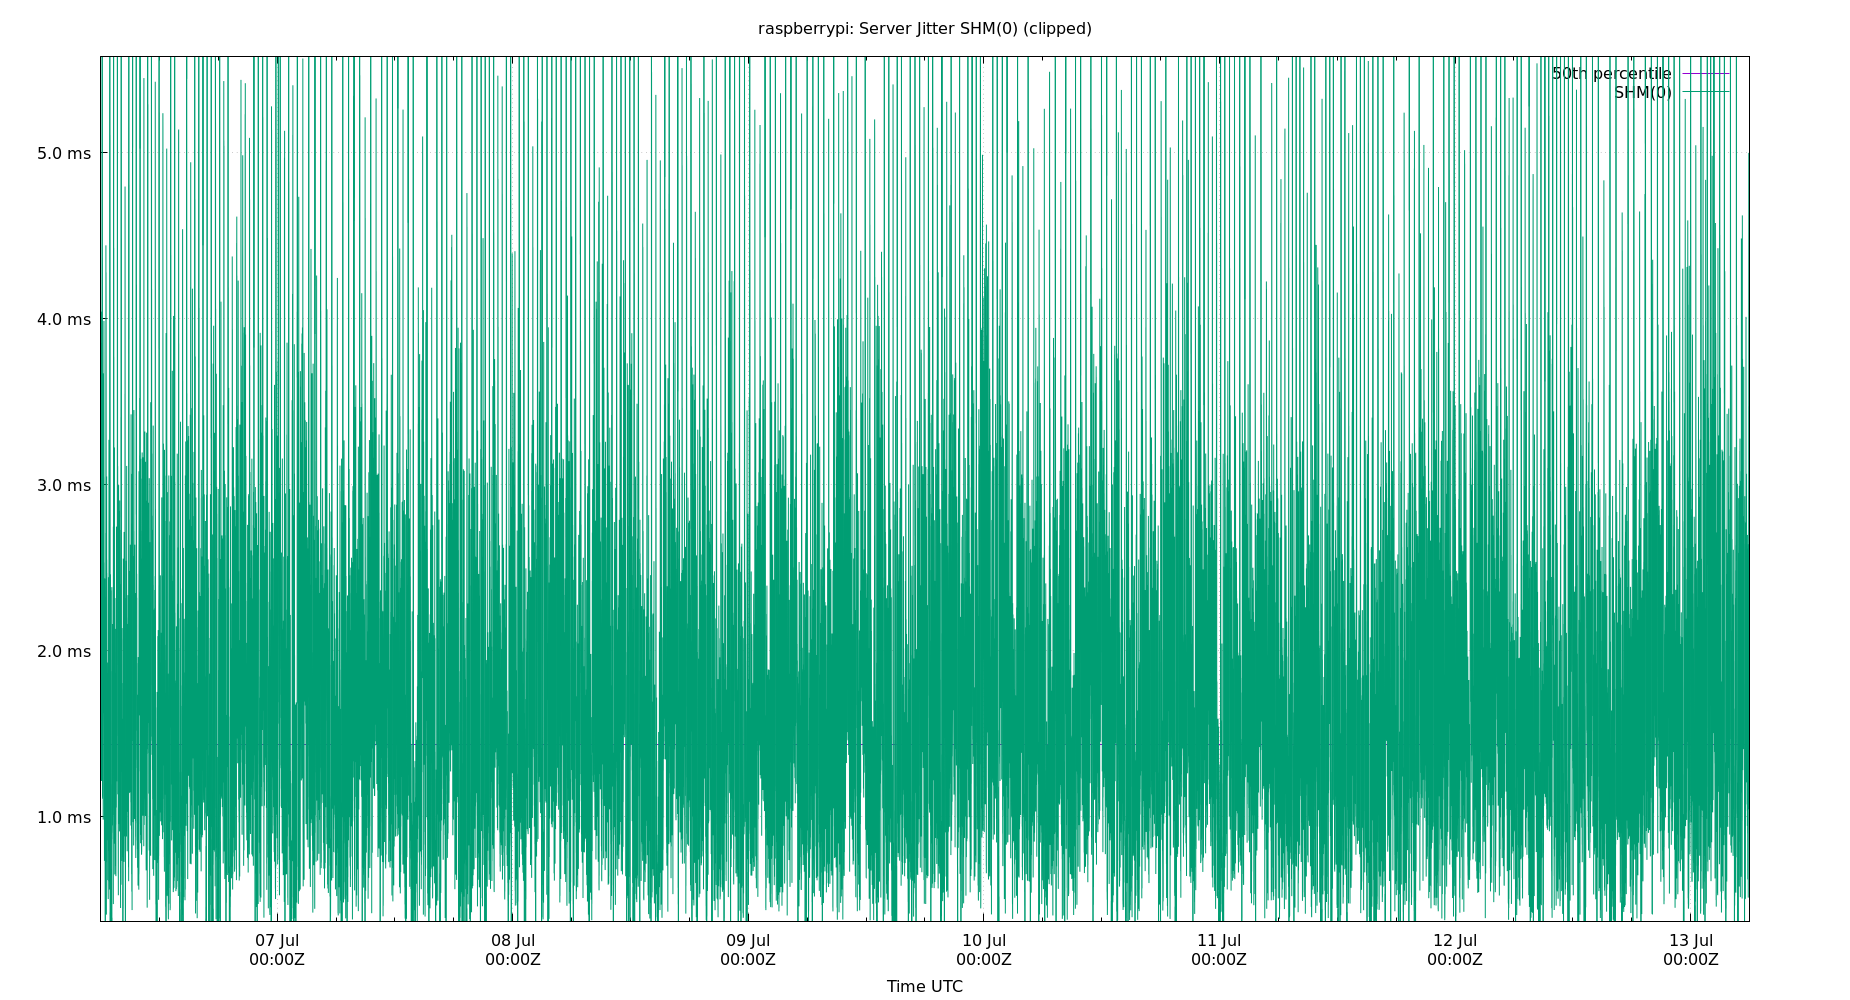 raspberrypi: Server Jitter SHM(0) (clipped)
50th percentile
SHM(0)
5.0 ms
4.0 ms
3.0 ms
2.0 ms
1.0 ms
07 Jul
00:00Z
08 Jul
00:00Z
09 Jul
00:00Z
10 Jul
00:00Z
11 Jul
00:00Z
12 Jul
00:00Z
13 Jul
00:00Z
Time UTC